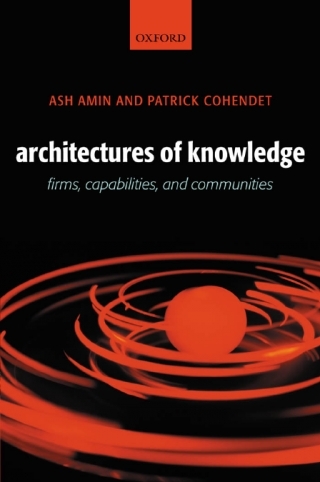 OXFORD
ASH AMIN AND PATRICK COHENDET
architectures of knowledge
firms, capabilities, and communities